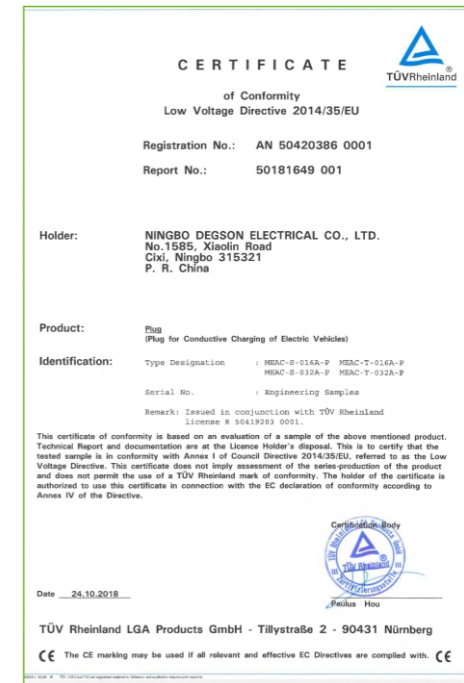 CERTIFICATE
TÜVRheinland®
of Conformity
Low Voltage Directive 2014/35/EU
Registration No.: AN 50420386 0001
Report No.: 50181649 001
Holder: NINGBO DEGSON ELECTRICAL CO., LTD.
No.1585, Xiaolin Road
Cixi, Ningbo 315321
P. R. China
Product: Plug
(Plug for Conductive Charging of Electric Vehicles)
Identification: Type Designation : MEAC-S-016A-P MEAC-T-016A-P
MEAC-S-032A-P MEAC-T-032A-P
Serial No. : Engineering Samples
Remark: Issued in conjunction with TÜV Rheinland
license R 50419203 0001.
This certificate of conformity is based on an evaluation of a sample of the above mentioned product.
Technical Report and documentation are at the Licence Holder's disposal. This is to certify that the
tested sample is in conformity with Annex I of Council Directive 2014/35/EU, referred to as the Low
Voltage Directive. This certificate does not imply assessment of the series-production of the product
and does not permit the use of a TÜV Rheinland mark of conformity. The holder of the certificate is
authorized to use this certificate in connection with the EC declaration of conformity according to
Annex IV of the Directive.
Certification Body
TÜV Rheinland
Zertifizierungsstelle
Date 24.10.2018
Paulus Hou
TÜV Rheinland LGA Products GmbH - Tillystraße 2 - 90431 Nürnberg
CE The CE marking may be used if all relevant and effective EC Directives are complied with. CE